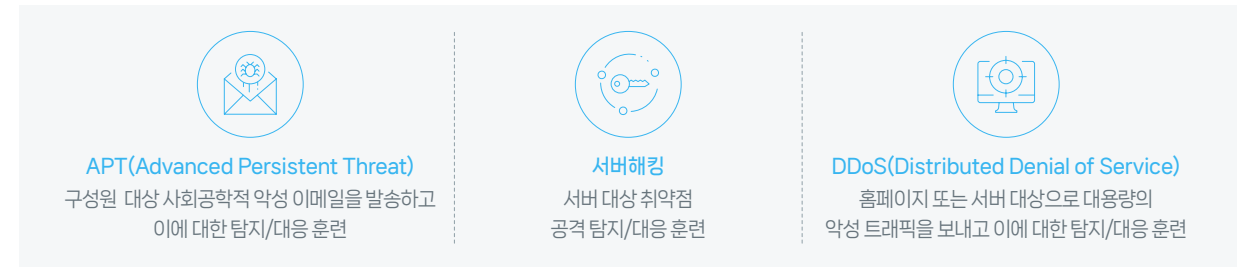 APT(Advanced Persistent Threat)
구성원 대상 사회공학적 악성 이메일을 발송하고
이에 대한 탐지/대응 훈련
서버해킹
서버 대상 취약점
공격 탐지/대응 훈련
DDoS(Distributed Denial of Service)
홈페이지 또는 서버 대상으로 대용량의
악성 트래픽을 보내고 이에 대한 탐지/대응 훈련